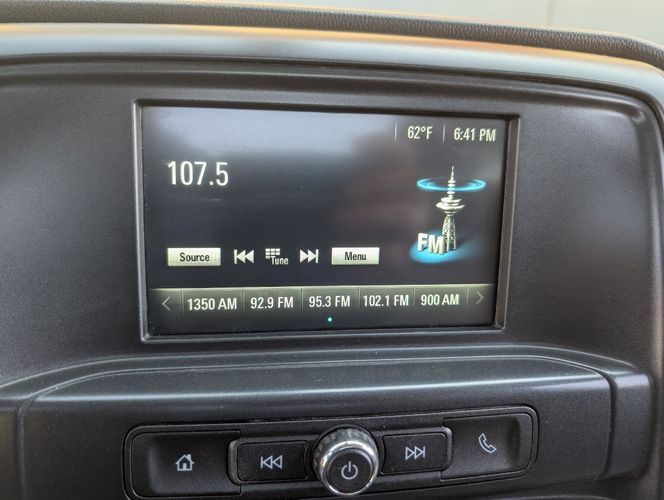 62°F 6:41 PM
107.5
FM
Source Tune Menu
1350 AM 92.9 FM 95.3 FM 102.1 FM 900 AM